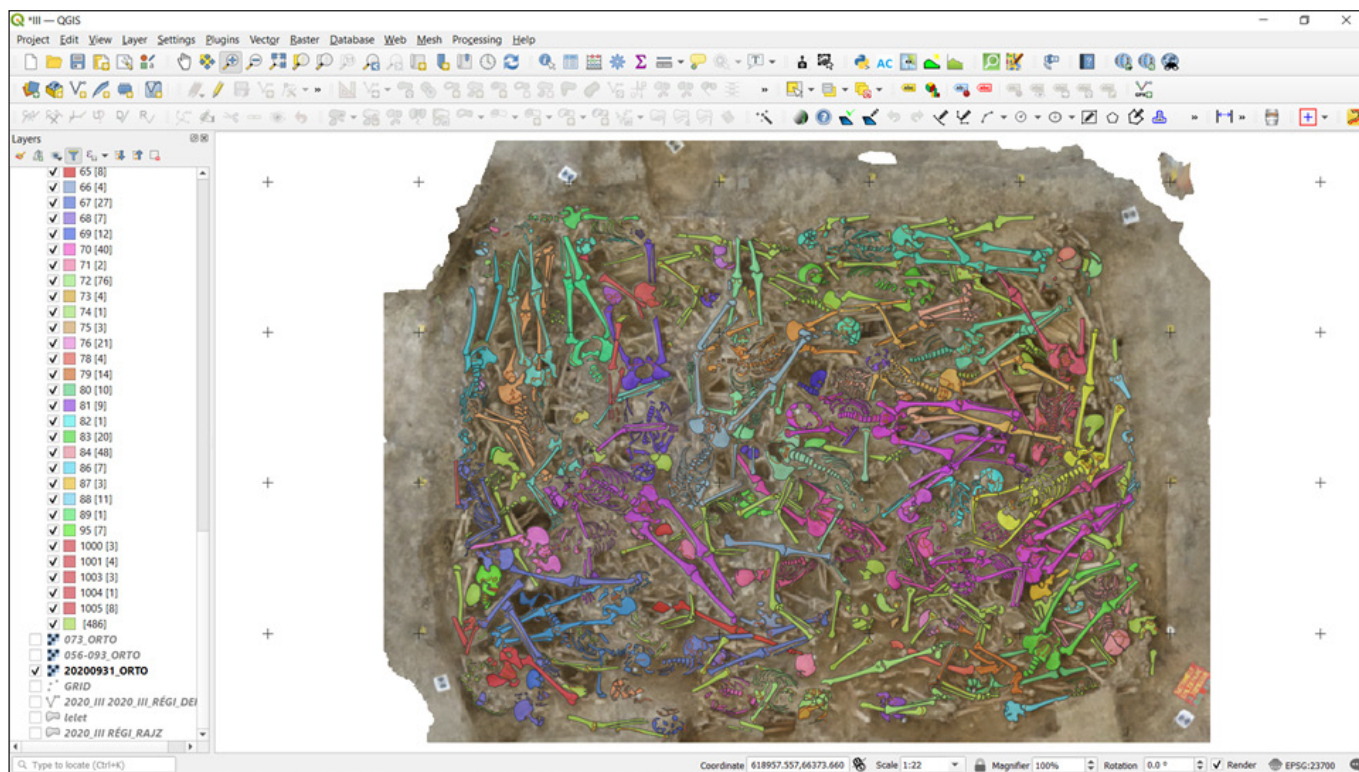 *III — QGIS
Project Edit View Layer Settings Plugins Vector Raster Database Web Mesh Processing Help
Layers
65 [8]
66 [4]
67 [27]
68 [7]
69 [12]
70 [40]
71 [2]
72 [76]
73 [4]
74 [1]
75 [3]
76 [21]
78 [4]
79 [14]
80 [10]
81 [9]
82 [1]
83 [20]
84 [48]
86 [7]
87 [3]
88 [11]
89 [1]
95 [7]
1000 [3]
1001 [4]
1003 [3]
1004 [1]
1005 [8]
[486]
073_ORTO
056-093_ORTO
20200931_ORTO
GRID
2020_III 2020_III_RÉGI_DEI
lelet
2020_III RÉGI_RAJZ
Type to locate (Ctrl+K) Coordinate 618957.557,66373.660 Scale 1:22 Magnifier 100% Rotation 0.0 ° Render EPSG:23700